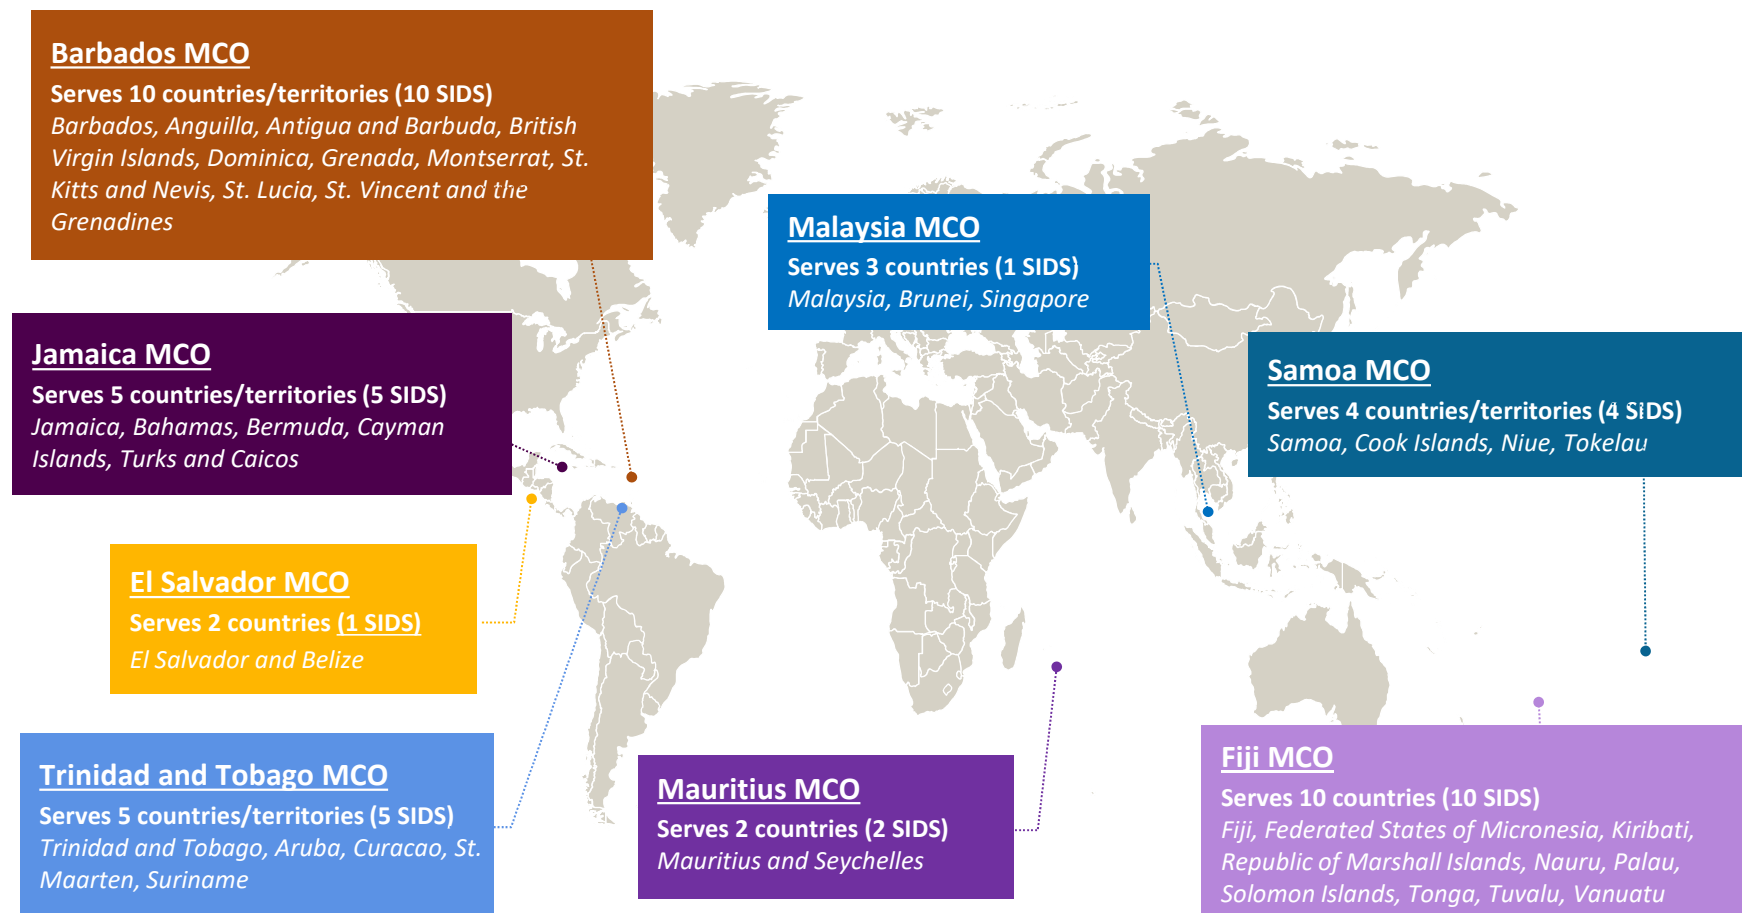 Barbados MCO
Serves 10 countries/territories (10 SIDS)
Barbados, Anguilla, Antigua and Barbuda, British
Virgin Islands, Dominica, Grenada, Montserrat, St.
Kitts and Nevis, St. Lucia, St. Vincent and the
Grenadines
Malaysia MCO
Serves 3 countries (1 SIDS)
Malaysia, Brunei, Singapore
Jamaica MCO
Serves 5 countries/territories (5 SIDS)
Jamaica, Bahamas, Bermuda, Cayman
Islands, Turks and Caicos
Samoa MCO
Serves 4 countries/territories (4 SIDS)
Samoa, Cook Islands, Niue, Tokelau
El Salvador MCO
Serves 2 countries (1 SIDS)
El Salvador and Belize
Trinidad and Tobago MCO
Serves 5 countries/territories (5 SIDS)
Trinidad and Tobago, Aruba, Curacao, St.
Maarten, Suriname
Mauritius MCO
Serves 2 countries (2 SIDS)
Mauritius and Seychelles
Fiji MCO
Serves 10 countries (10 SIDS)
Fiji, Federated States of Micronesia, Kiribati,
Republic of Marshall Islands, Nauru, Palau,
Solomon Islands, Tonga, Tuvalu, Vanuatu